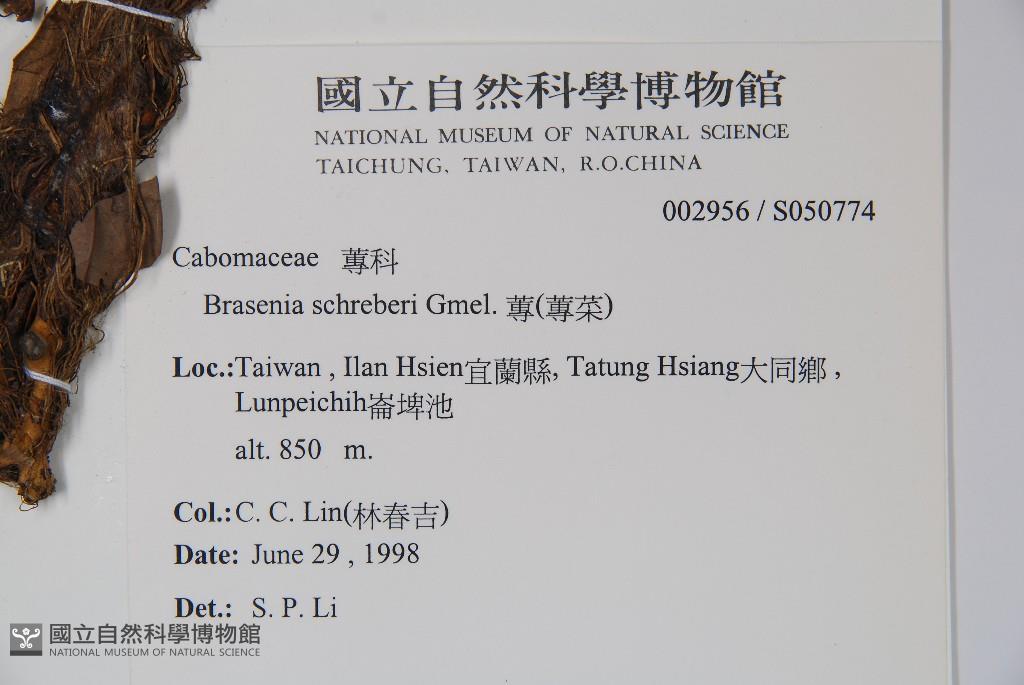 國立自然科學博物館
NATIONAL MUSEUM OF NATURAL SCIENCE
TAICHUNG, TAIWAN, R.O.CHINA
002956 / S050774
Cabomaceae 蓴科
Brasenia schreberi Gmel. 蓴(蓴菜)
Loc.:Taiwan , Ilan Hsien宜蘭縣, Tatung Hsiang大同鄉 ,
Lunpeichih崙埤池
alt. 850 m.
Col.:C. C. Lin(林春吉)
Date: June 29 , 1998
Det.: S. P. Li
國立自然科學博物館
NATIONAL MUSEUM OF NATURAL SCIENCE